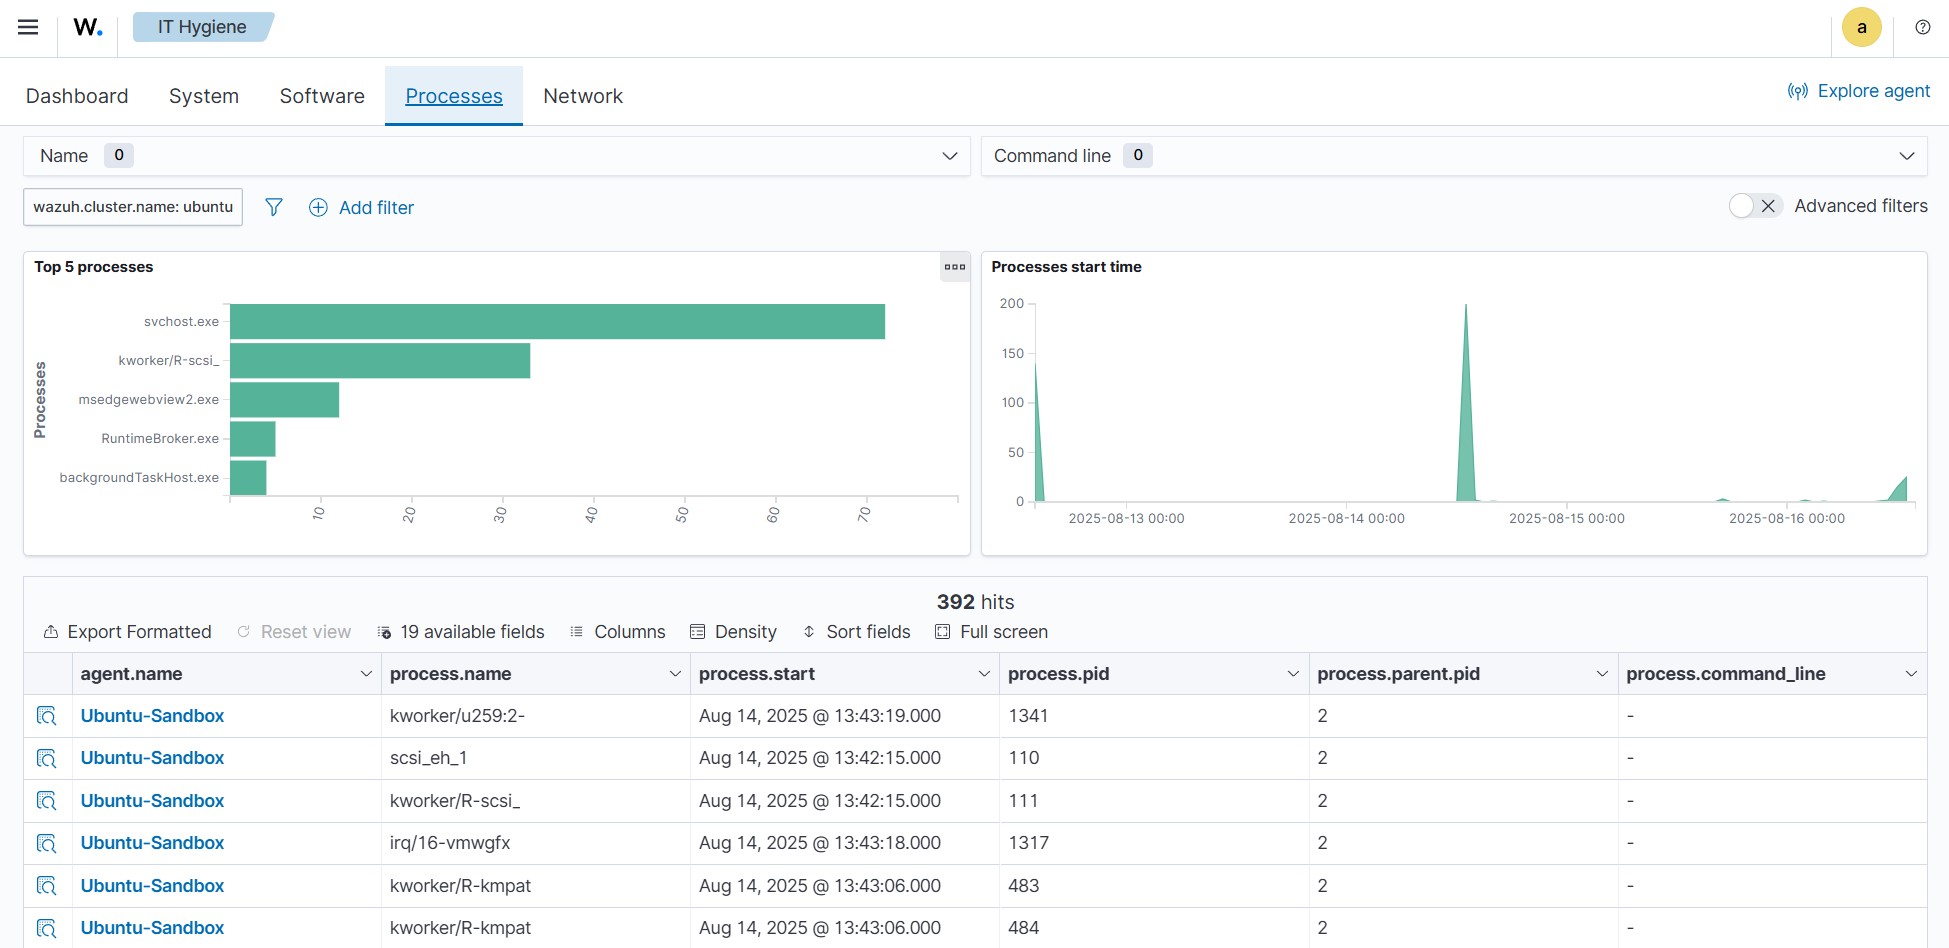 W. IT Hygiene a
Dashboard System Software Processes Network Explore agent
Name 0 Command line 0
wazuh.cluster.name: ubuntu Add filter Advanced filters
Top 5 processes
Processes
svchost.exe
kworker/R-scsi_
msedgewebview2.exe
RuntimeBroker.exe
backgroundTaskHost.exe
10 20 30 40 50 60 70
Processes start time
200
150
100
50
0
2025-08-13 00:00 2025-08-14 00:00 2025-08-15 00:00 2025-08-16 00:00
392 hits
Export Formatted Reset view 19 available fields Columns Density Sort fields Full screen
agent.name process.name process.start process.pid process.parent.pid process.command_line
Ubuntu-Sandbox kworker/u259:2- Aug 14, 2025 @ 13:43:19.000 1341 2 -
Ubuntu-Sandbox scsi_eh_1 Aug 14, 2025 @ 13:42:15.000 110 2 -
Ubuntu-Sandbox kworker/R-scsi_ Aug 14, 2025 @ 13:42:15.000 111 2 -
Ubuntu-Sandbox irq/16-vmwgfx Aug 14, 2025 @ 13:43:18.000 1317 2 -
Ubuntu-Sandbox kworker/R-kmpat Aug 14, 2025 @ 13:43:06.000 483 2 -
Ubuntu-Sandbox kworker/R-kmpat Aug 14, 2025 @ 13:43:06.000 484 2 -